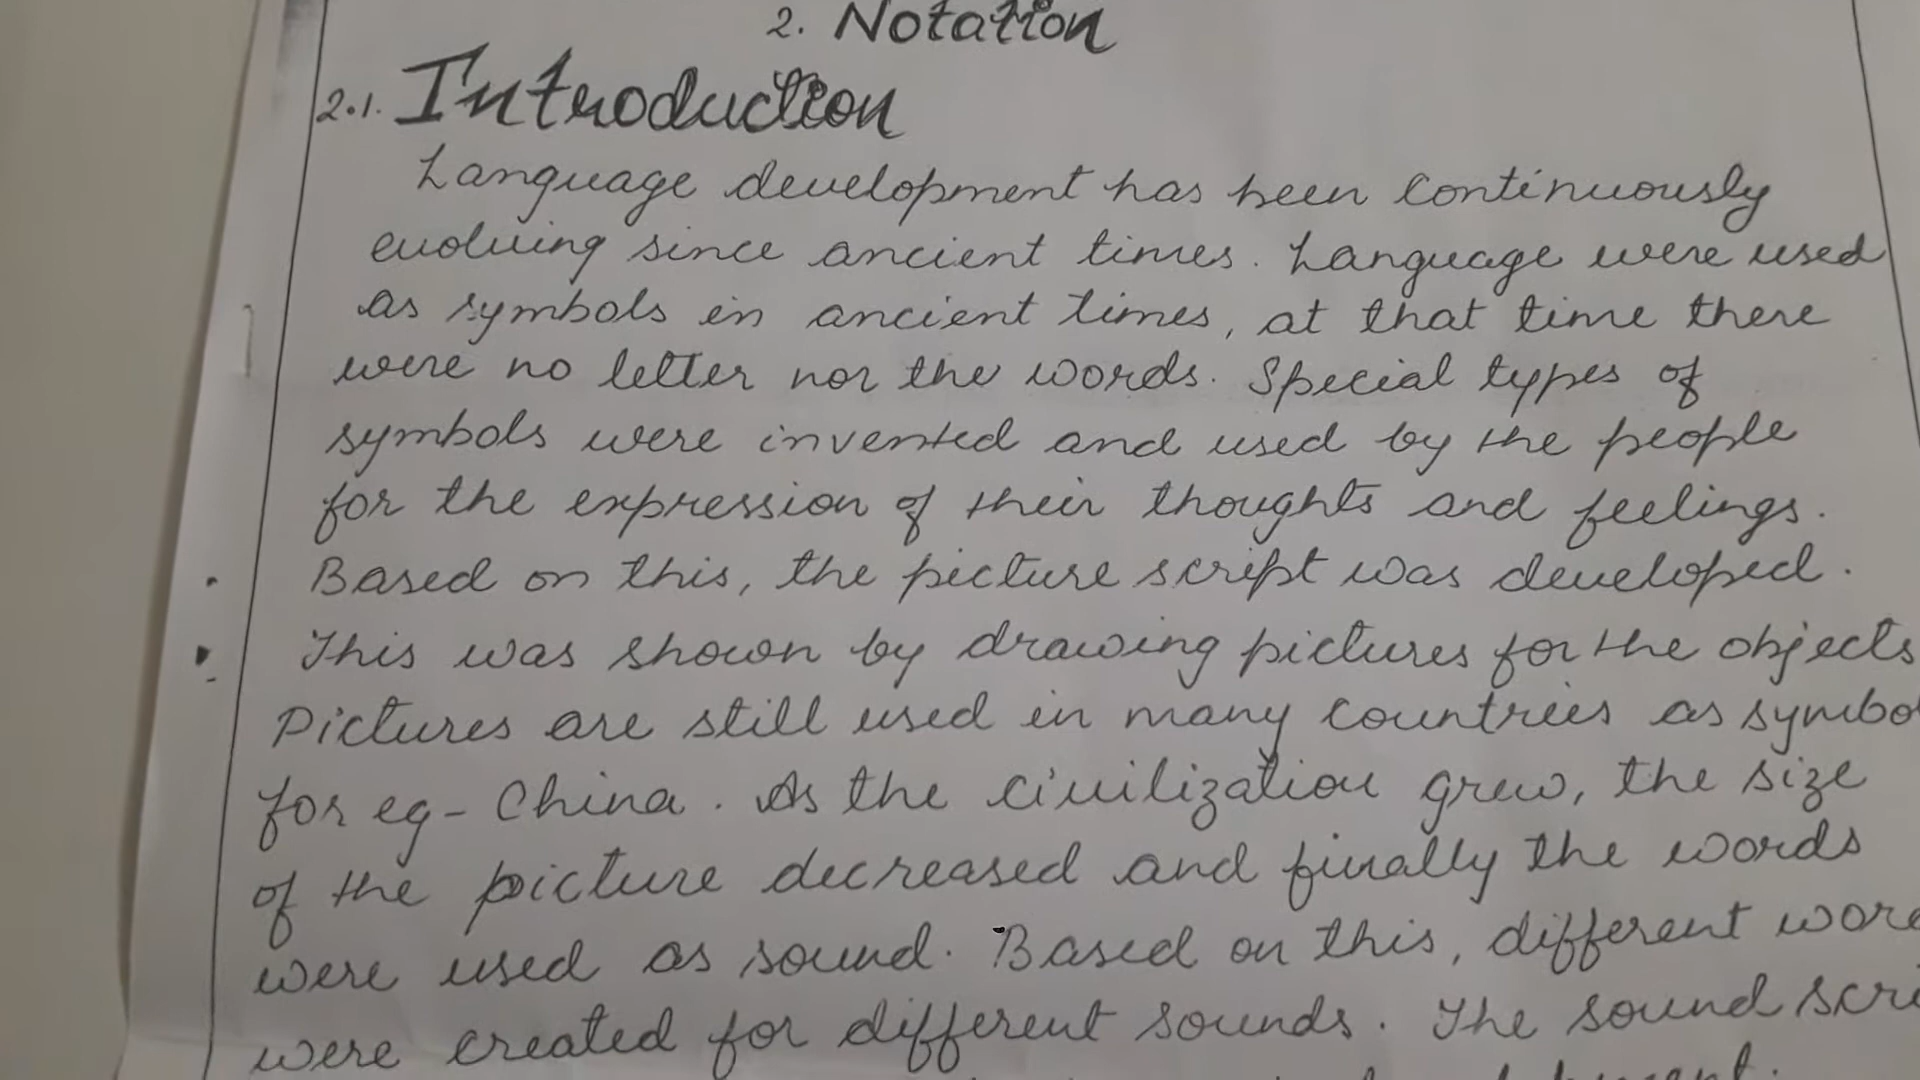 2. Notation
2.1. Introduction
Language development has been continuously
evolving since ancient times. Language were used
as symbols in ancient times, at that time there
were no letter nor the words. Special types of
symbols were invented and used by the people
for the expression of their thoughts and feelings.
Based on this, the picture script was developed.
This was shown by drawing pictures for the objects
Pictures are still used in many countries as symbo
for eg- China. As the civilization grew, the size
of the picture decreased and finally the words
were used as sound. Based on this, different wor
were created for different sounds. The sound scri